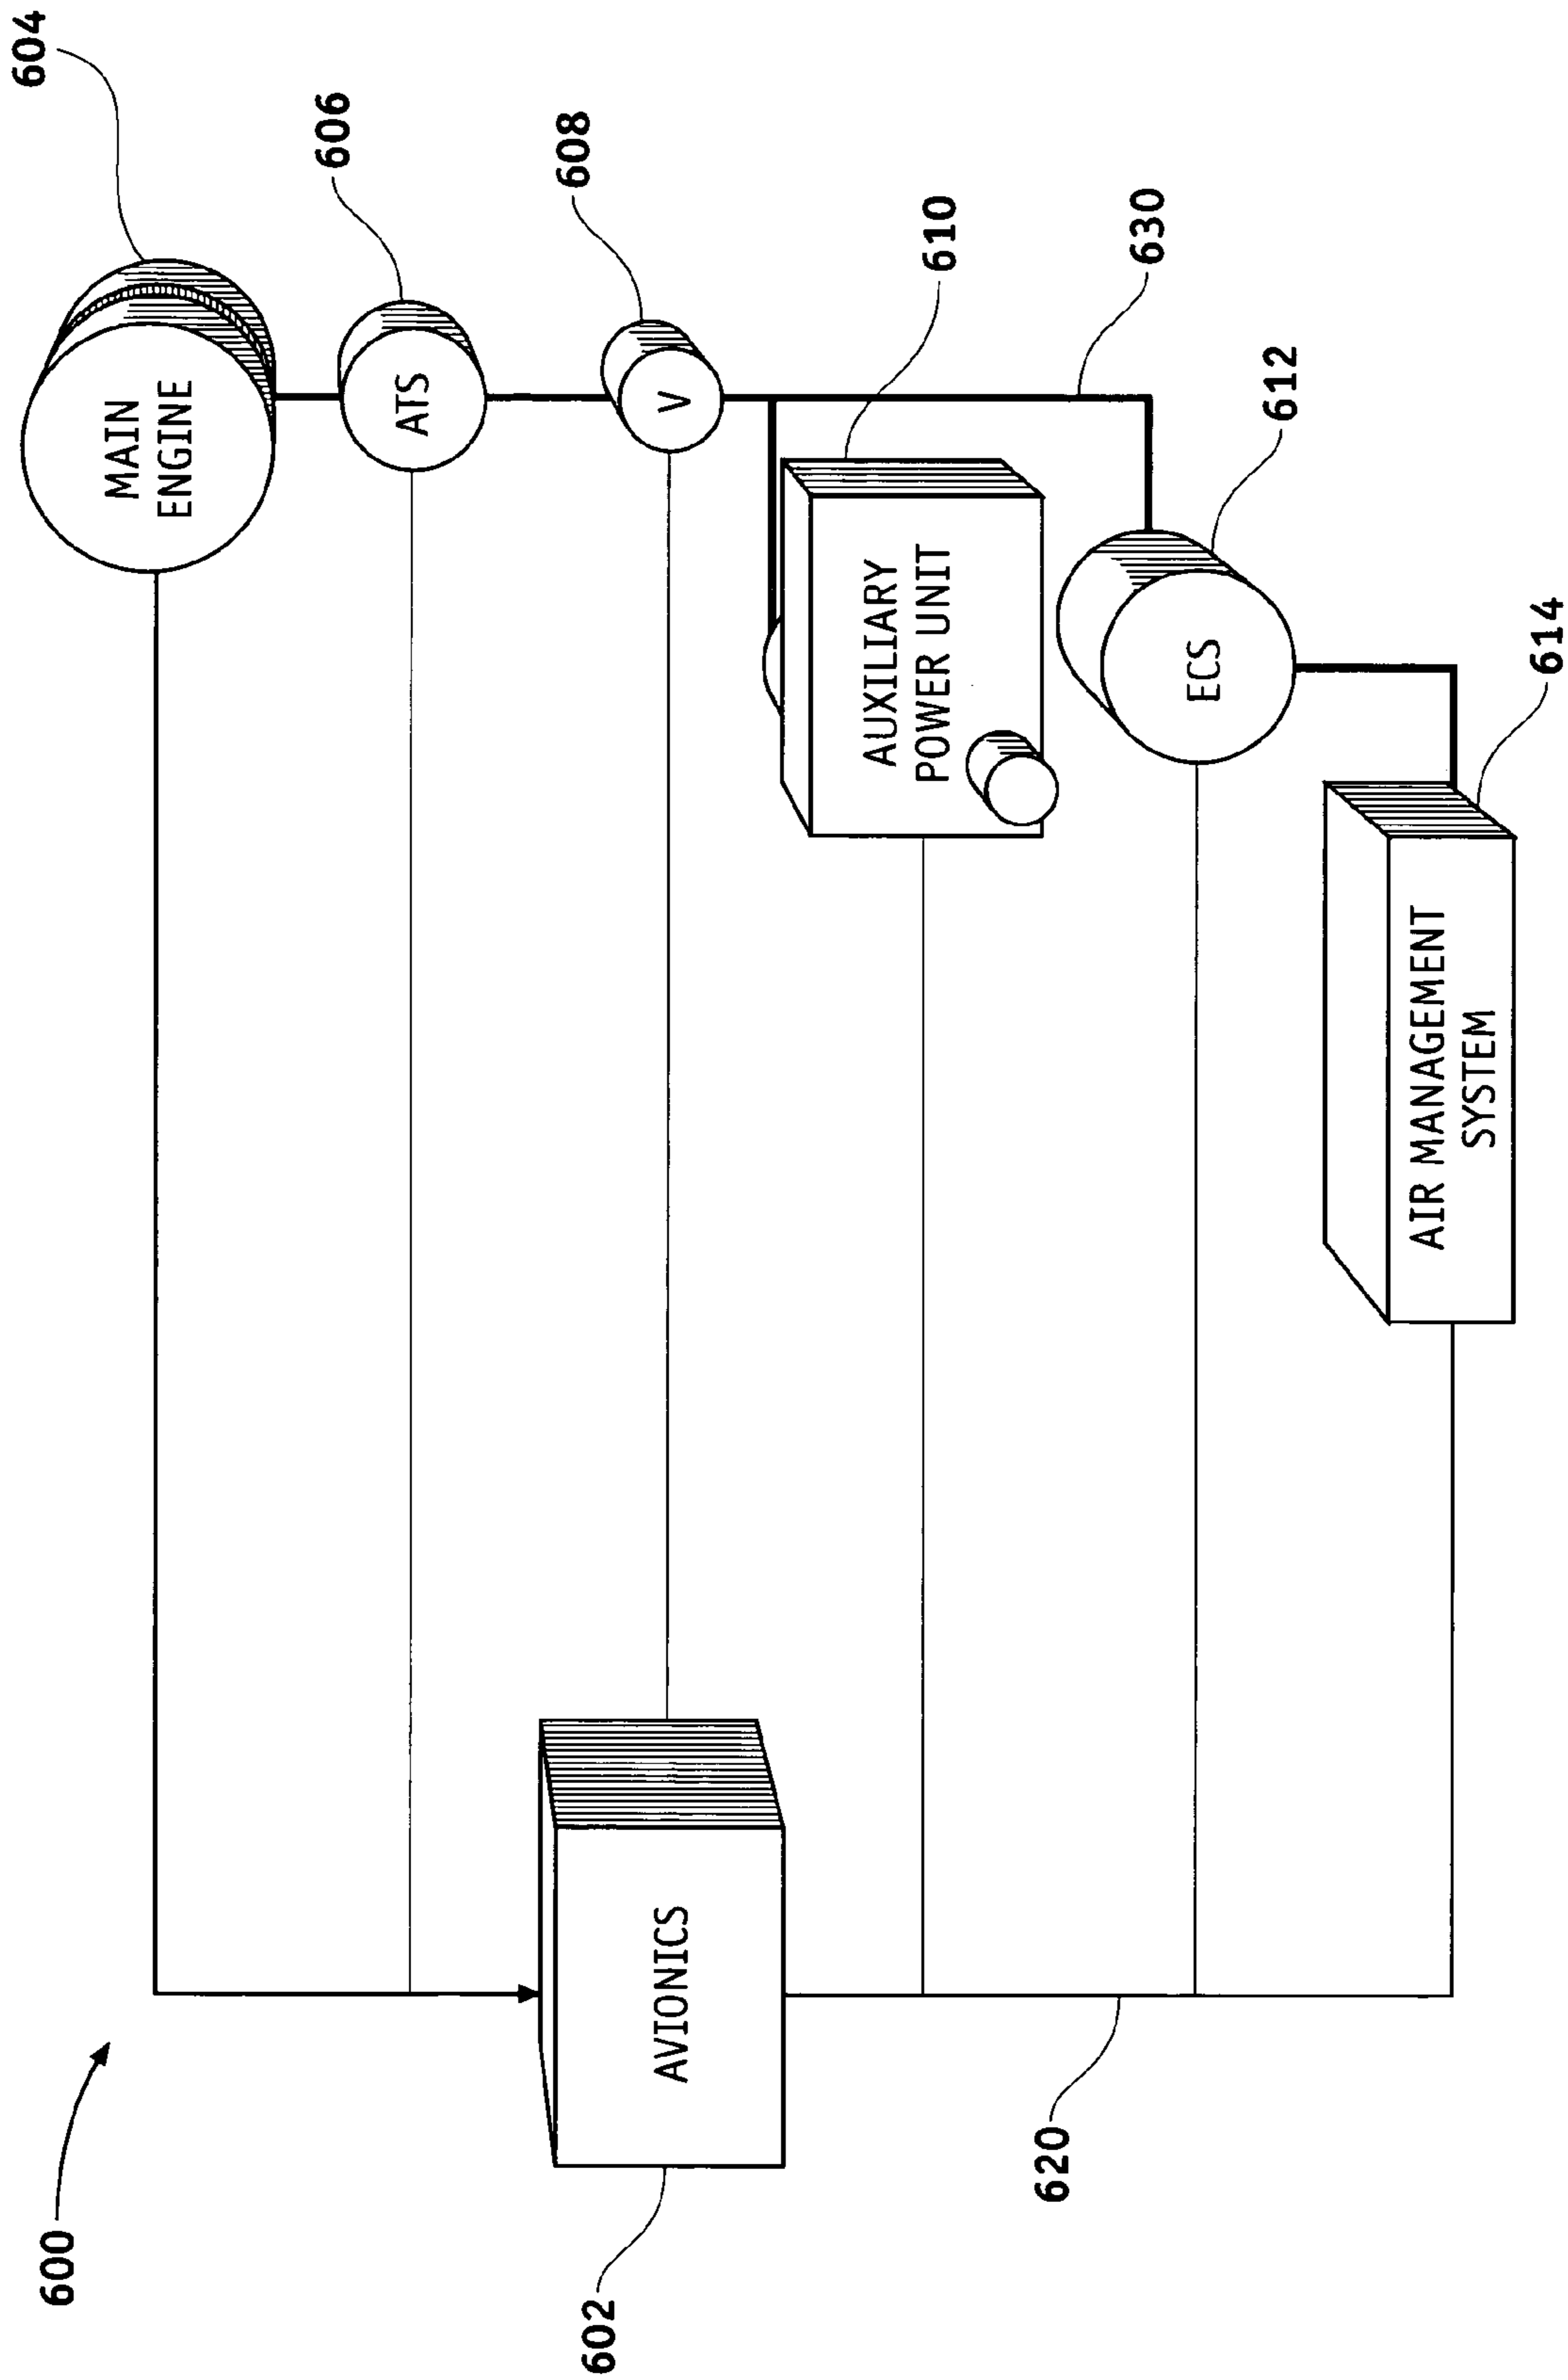 600
604
MAIN
ENGINE
606
ATS
608
V
602
AVIONICS
610
AUXILIARY
POWER UNIT
630
620
612
ECS
614
AIR MANAGEMENT
SYSTEM